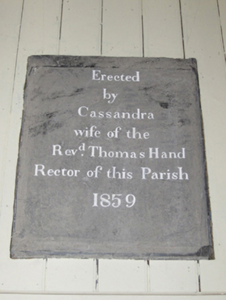 Erected
by
Cassandra
wife of the
Revd. Thomas Hand
Rector of this Parish
1859